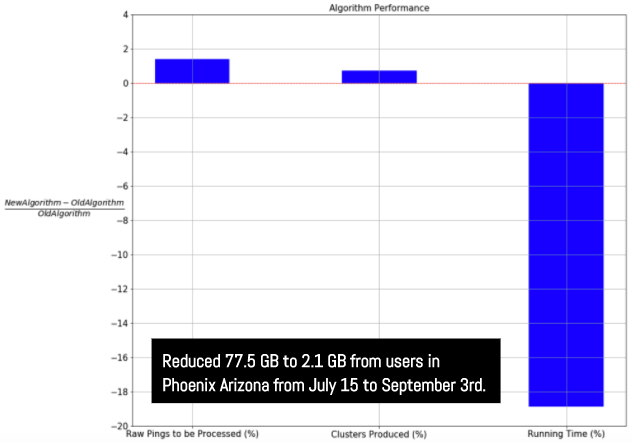 Algorithm Performance
4
2
0
−2
−4
−6
−8
−10
−12
−14
−16
−18
−20
NewAlgorithm − OldAlgorithm
OldAlgorithm
Reduced 77.5 GB to 2.1 GB from users in
Phoenix Arizona from July 15 to September 3rd.
Raw Pings to be Processed (%)
Clusters Produced (%)
Running Time (%)